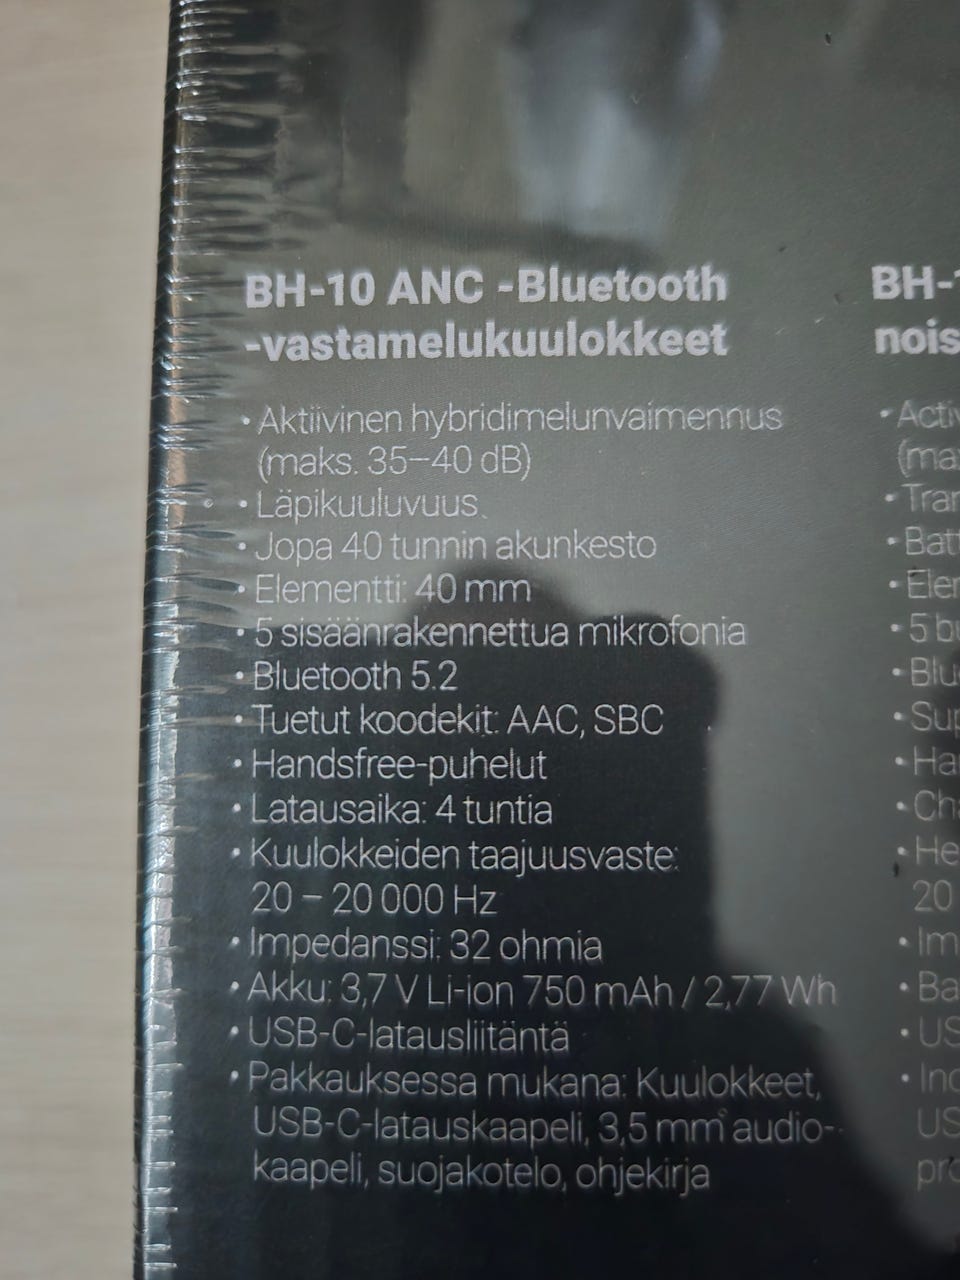 BH-10 ANC -Bluetooth
-vastamelukuulokkeet
• Aktiivinen hybridimelunvaimennus
(maks. 35–40 dB)
• Läpikuuluvuus
• Jopa 40 tunnin akunkesto
• Elementti: 40 mm
• 5 sisäänrakennettua mikrofonia
• Bluetooth 5.2
• Tuetut koodekit: AAC, SBC
• Handsfree-puhelut
• Latausaika: 4 tuntia
• Kuulokkeiden taajuusvaste:
20 – 20 000 Hz
• Impedanssi: 32 ohmia
• Akku: 3,7 V Li-ion 750 mAh / 2,77 Wh
• USB-C-latausliitäntä
• Pakkauksessa mukana: Kuulokkeet,
USB-C-latauskaapeli, 3,5 mm audio-
kaapeli, suojakotelo, ohjekirja